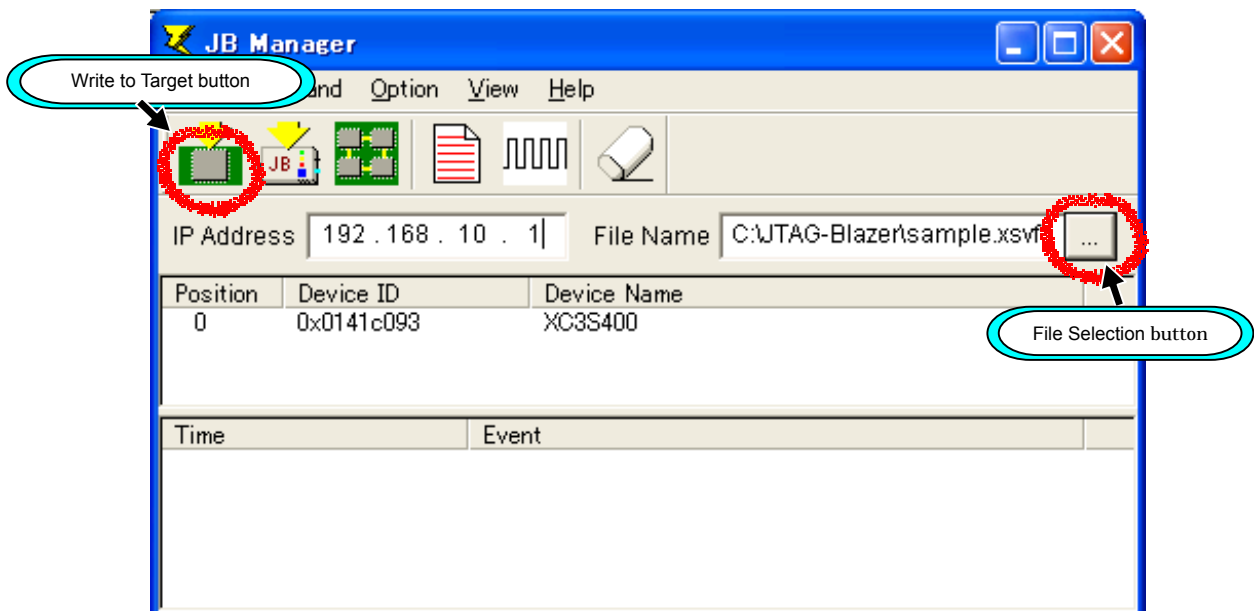 JB Manager
Write to Target button
and Option View Help
JB
IP Address 192 . 168 . 10 . 1 File Name C:\JTAG-Blazer\sample.xsvf ...
Position Device ID Device Name
0 0x0141c093 XC3S400
File Selection button
Time Event